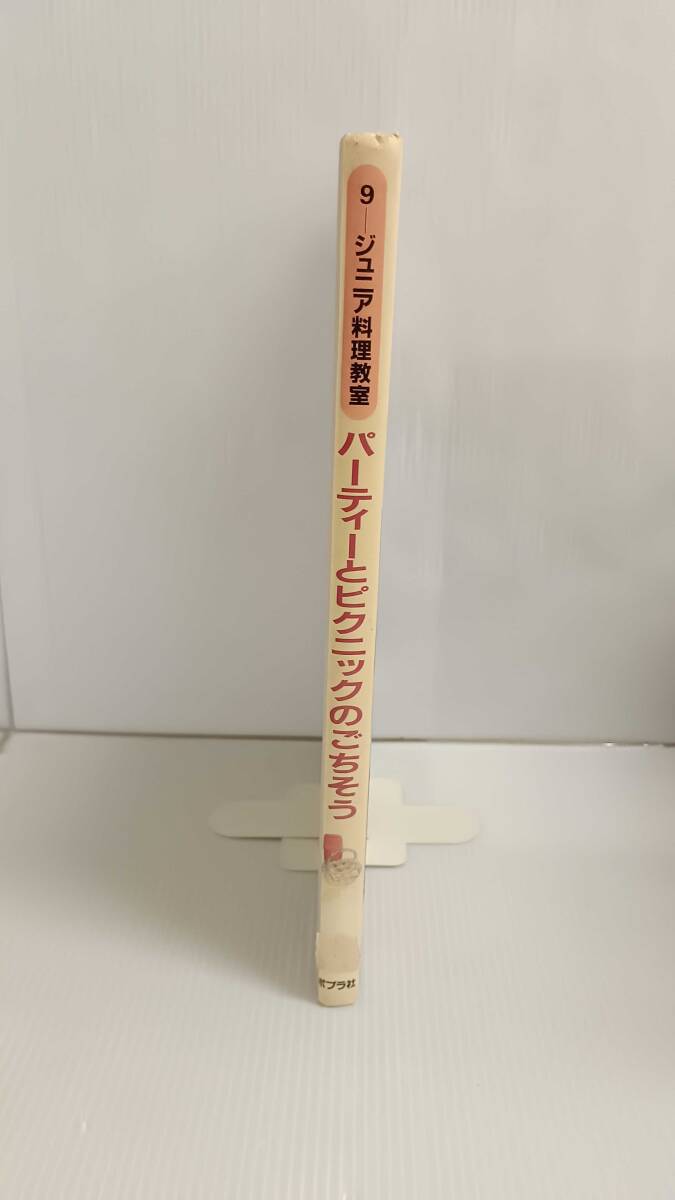 9—ジュニア料理教室
パーティーとピクニックのごちそう
ポプラ社